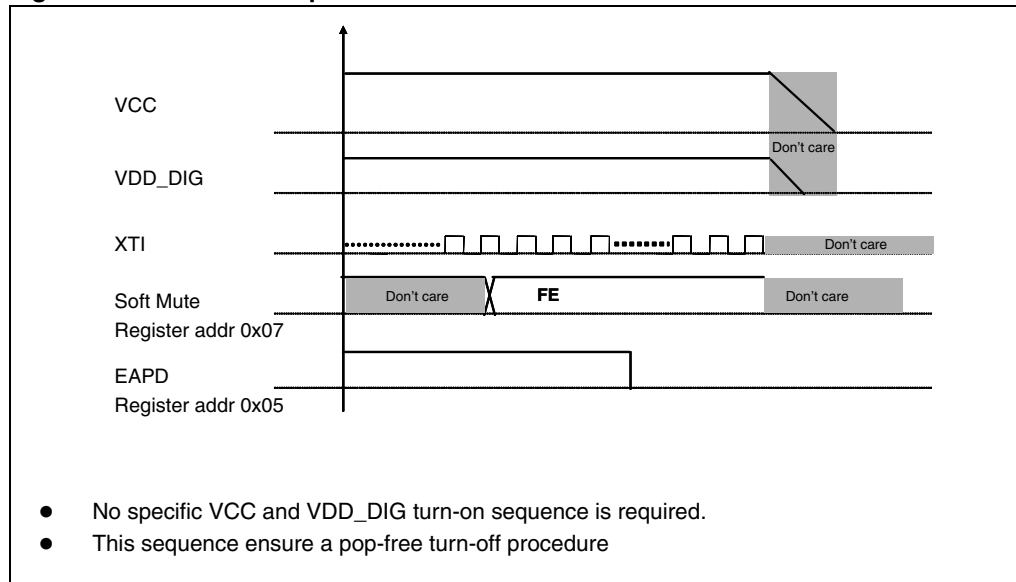 VCC
Don't care
VDD_DIG
XTI
Don't care
Soft Mute
Register addr 0x07
Don't care
FE
Don't care
EAPD
Register addr 0x05
● No specific VCC and VDD_DIG turn-on sequence is required.
● This sequence ensure a pop-free turn-off procedure